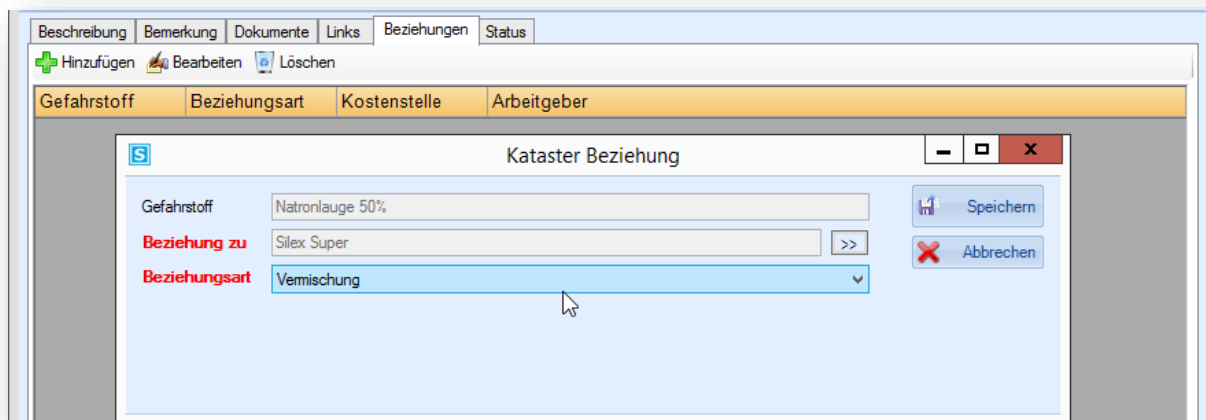 Beschreibung Bemerkung Dokumente Links Beziehungen Status
Hinzufügen Bearbeiten Löschen
Gefahrstoff Beziehungsart Kostenstelle Arbeitgeber
S Kataster Beziehung
Gefahrstoff Natronlauge 50% Speichern
Beziehung zu Silex Super >> Abbrechen
Beziehungsart Vermischung